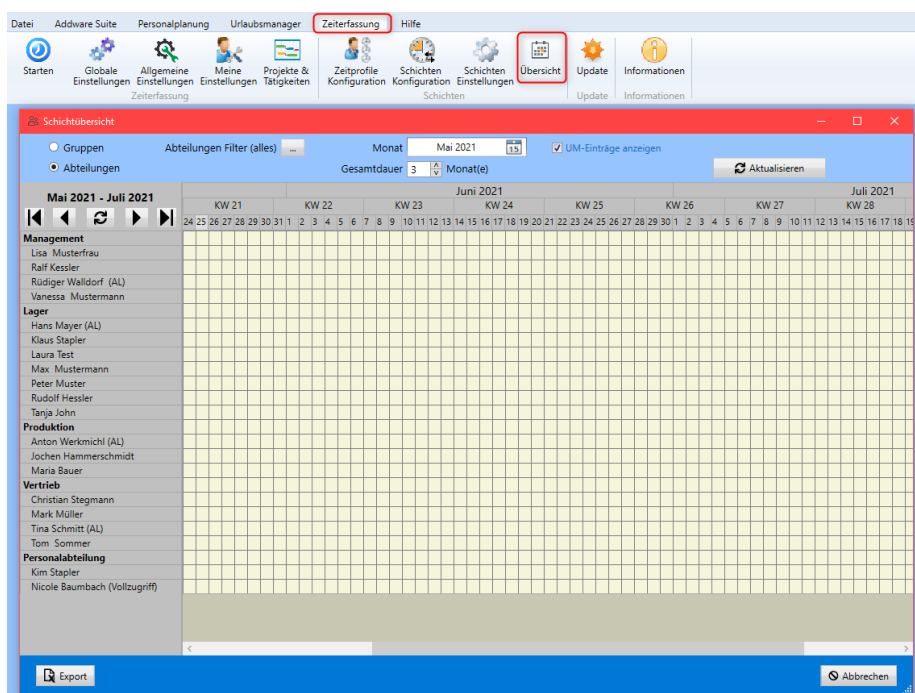 Datei Addware Suite Personalplanung Urlaubsmanager Zeiterfassung Hilfe
Starten Globale Einstellungen Allgemeine Einstellungen Meine Einstellungen Projekte & Tätigkeiten Zeitprofile Konfiguration Schichten Konfiguration Schichten Einstellungen Übersicht Update Informationen
Zeiterfassung Schichten Update Informationen
Schichtübersicht
Gruppen Abteilungen Filter (alles) ... Monat Mai 2021 15 UM-Einträge anzeigen
Abteilungen Gesamtdauer 3 Monat(e) Aktualisieren
Mai 2021 - Juli 2021 Juni 2021 Juli 2021
KW 21 KW 22 KW 23 KW 24 KW 25 KW 26 KW 27 KW 28
24 25 26 27 28 29 30 31 1 2 3 4 5 6 7 8 9 10 11 12 13 14 15 16 17 18 19 20 21 22 23 24 25 26 27 28 29 30 1 2 3 4 5 6 7 8 9 10 11 12 13 14 15 16 17 18 19
Management
Lisa Musterfrau
Ralf Kessler
Rüdiger Walldorf (AL)
Vanessa Mustermann
Lager
Hans Mayer (AL)
Klaus Stapler
Laura Test
Max Mustermann
Peter Muster
Rudolf Hessler
Tanja John
Produktion
Anton Werkmichl (AL)
Jochen Hammerschmidt
Maria Bauer
Vertrieb
Christian Stegmann
Mark Müller
Tina Schmitt (AL)
Tom Sommer
Personalabteilung
Kim Stapler
Nicole Baumbach (Vollzugriff)
Export Abbrechen